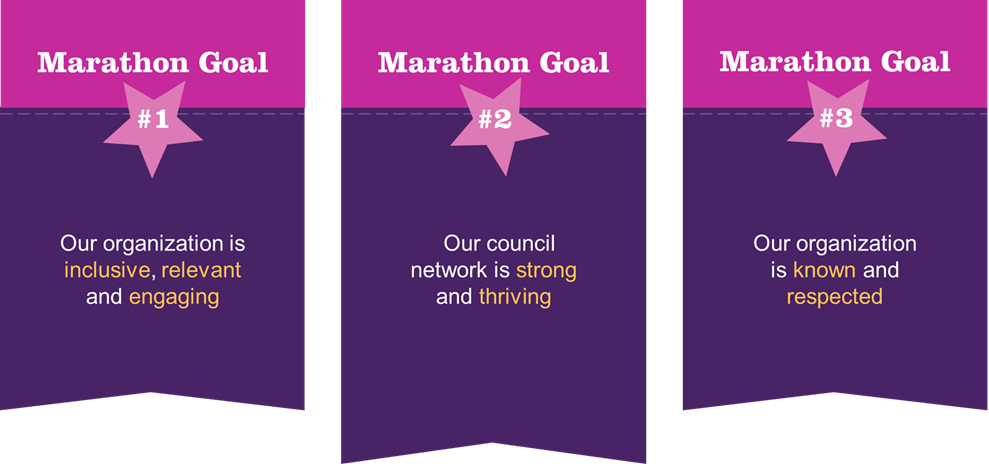 Marathon Goal
#1
Our organization is
inclusive, relevant
and engaging
Marathon Goal
#2
Our council
network is strong
and thriving
Marathon Goal
#3
Our organization
is known and
respected